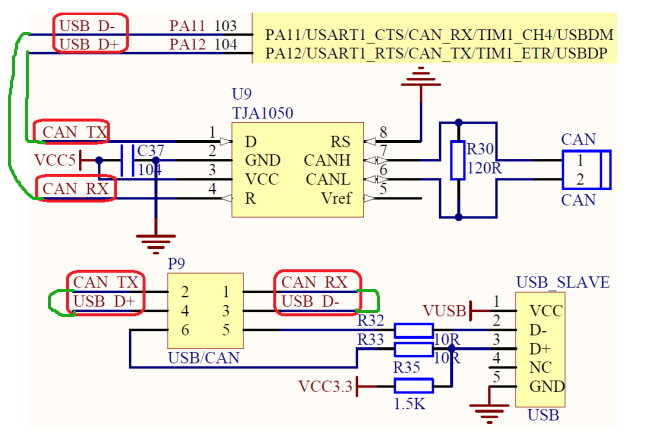 USB D- PA11 103 PA11/USART1_CTS/CAN_RX/TIM1_CH4/USBDM
USB D+ PA12 104 PA12/USART1_RTS/CAN_TX/TIM1_ETR/USBDP
U9
TJA1050
CAN TX 1 D RS 8
C37 2 GND CANH 7 R30 CAN
VCC5 104 3 VCC CANL 6 120R 1
CAN RX 4 R Vref 5 2
CAN
P9
CAN TX 2 1 CAN RX USB_SLAVE
USB D+ 4 3 USB D- VUSB 1 VCC
6 5 R32 10R 2 D-
USB/CAN R33 10R 3 D+
R35 4 NC
VCC3.3 5 GND
1.5K USB